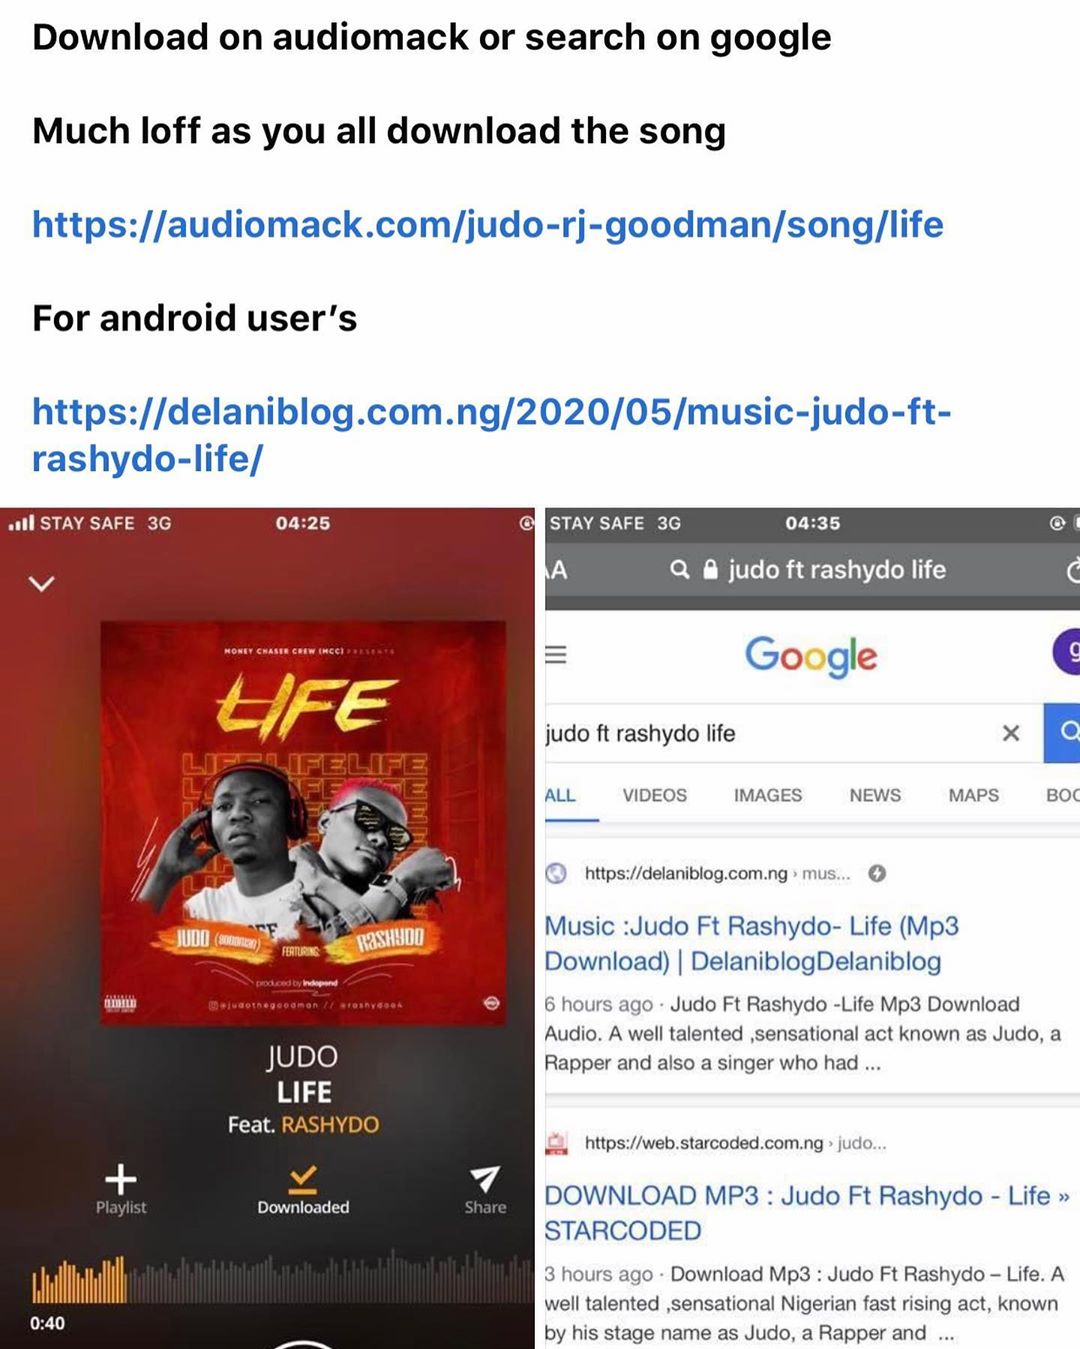 Download on audiomack or search on google
Much loff as you all download the song
https://audiomack.com/judo-rj-goodman/song/life
For android user’s
https://delaniblog.com.ng/2020/05/music-judo-ft-
rashydo-life/
STAY SAFE 3G 04:25
MONEY CHASER CREW (MCC) PRESENTS
LIFE
LIFE LIFE LIFE
JUDO (GOODMAN) FEATURING RASHYDO
produced by Independ
@judothegoodman // @rashydoo4
JUDO
LIFE
Feat. RASHYDO
Playlist Downloaded Share
0:40
STAY SAFE 3G 04:35
AA judo ft rashydo life
Google
g
judo ft rashydo life
ALL VIDEOS IMAGES NEWS MAPS BOO
https://delaniblog.com.ng › mus...
Music :Judo Ft Rashydo- Life (Mp3
Download) | DelaniblogDelaniblog
6 hours ago · Judo Ft Rashydo -Life Mp3 Download
Audio. A well talented ,sensational act known as Judo, a
Rapper and also a singer who had ...
https://web.starcoded.com.ng › judo...
DOWNLOAD MP3 : Judo Ft Rashydo - Life »
STARCODED
3 hours ago · Download Mp3 : Judo Ft Rashydo – Life. A
well talented ,sensational Nigerian fast rising act, known
by his stage name as Judo, a Rapper and ...